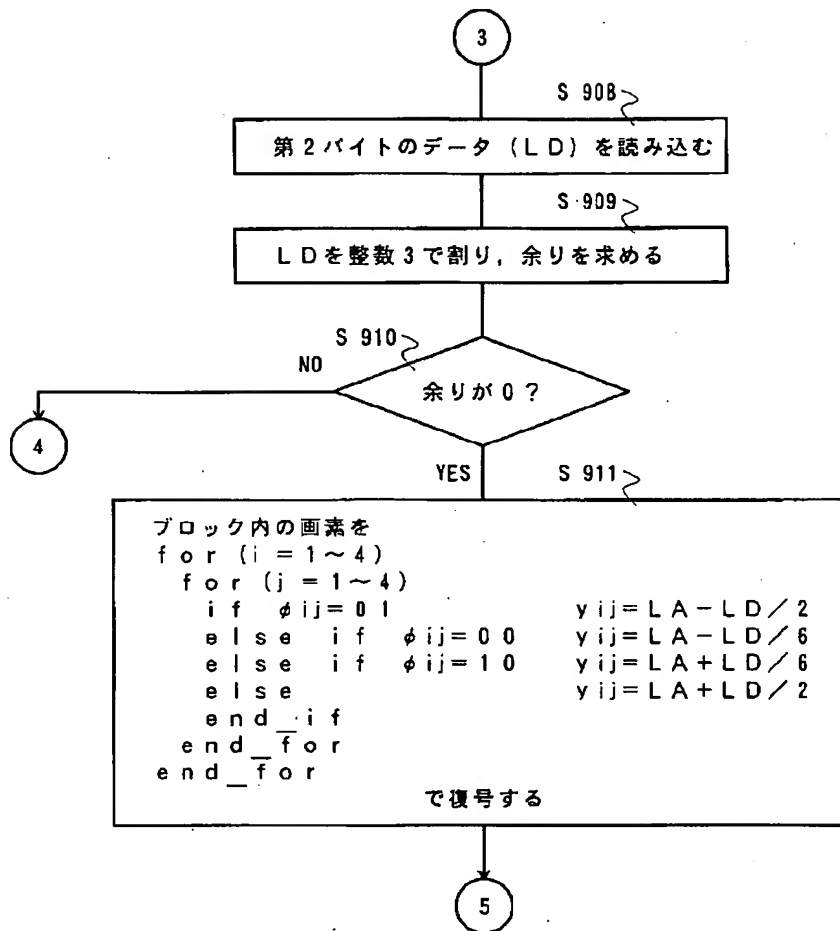 3
S 908
第2バイトのデータ (LD) を読み込む
S 909
LDを整数3で割り, 余りを求める
S 910
NO
余りが0?
4
YES
S 911
ブロック内の画素を
for (i = 1～4)
for (j = 1～4)
if φij=01 yij=LA－LD/2
else if φij=00 yij=LA－LD/6
else if φij=10 yij=LA＋LD/6
else yij=LA＋LD/2
end_if
end_for
end_for
で復号する
5